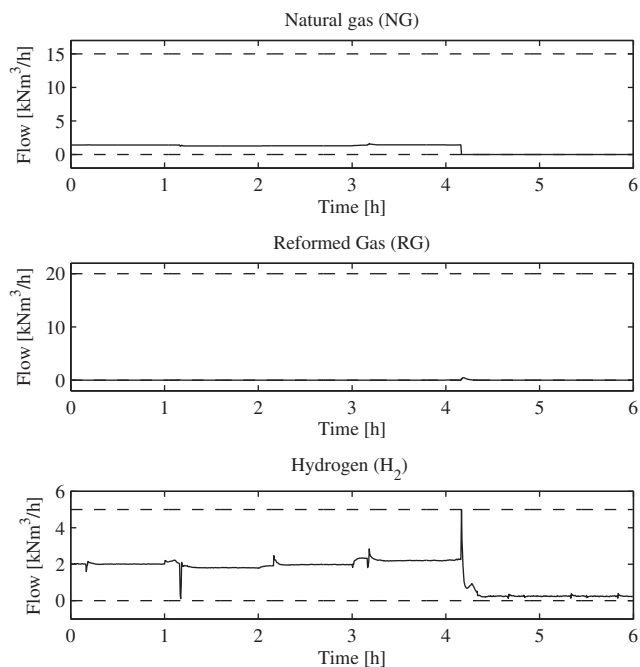 Natural gas (NG)
15
10
5
0
Flow [kNm³/h]
0 1 2 3 4 5 6
Time [h]
Reformed Gas (RG)
20
10
0
Flow [kNm³/h]
0 1 2 3 4 5 6
Time [h]
Hydrogen (H₂)
6
4
2
0
Flow [kNm³/h]
0 1 2 3 4 5 6
Time [h]